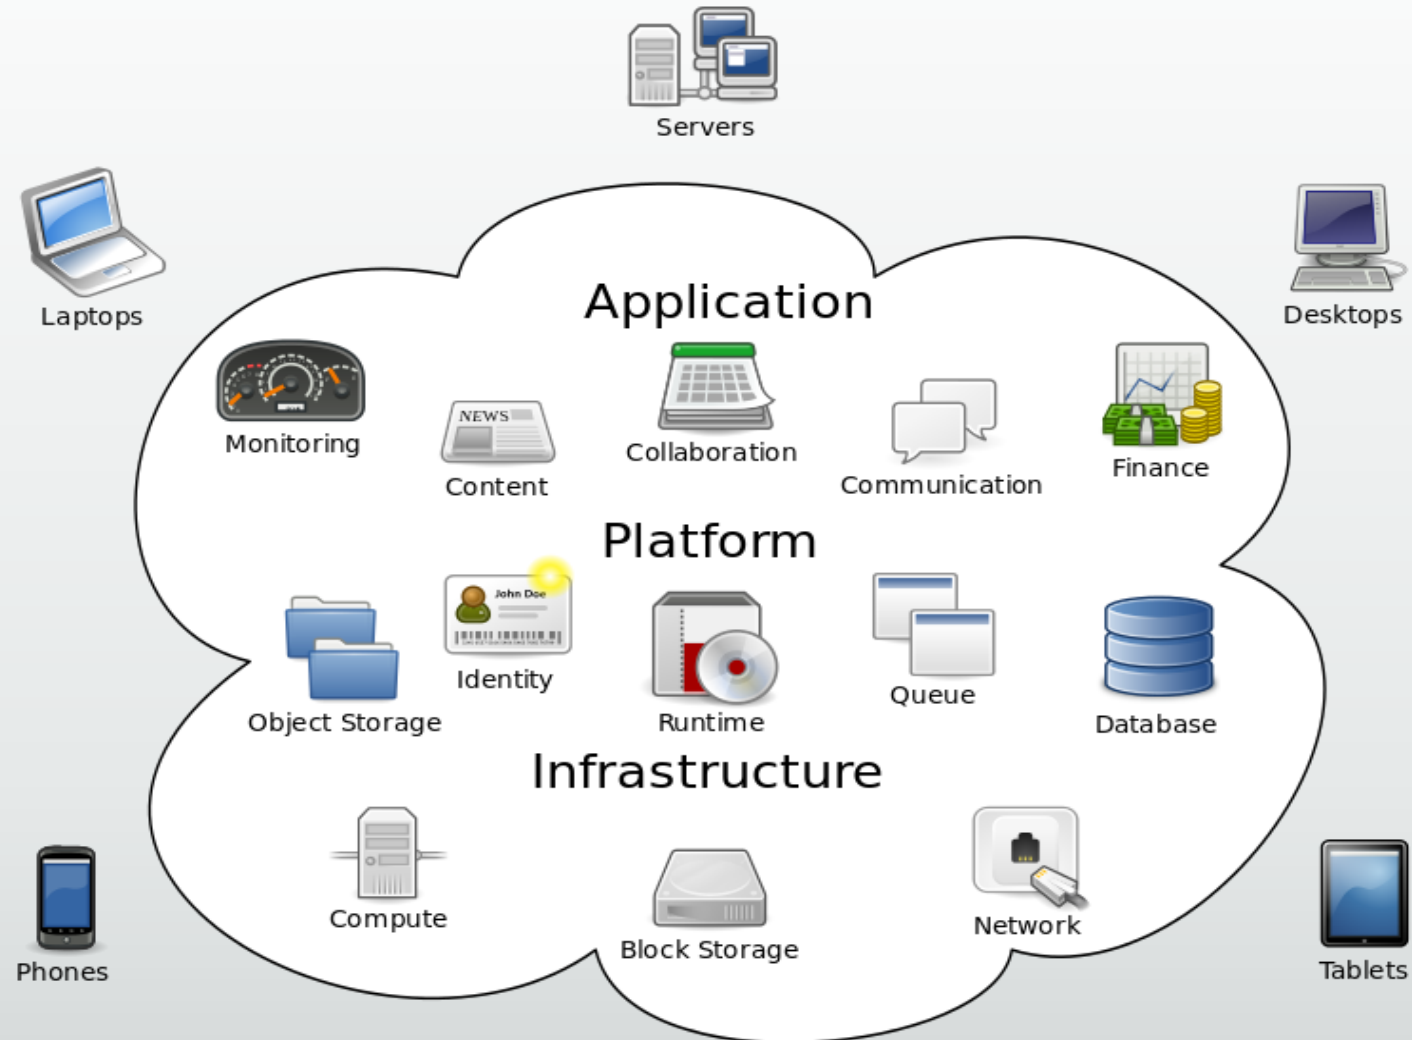 Servers
Laptops
Desktops
Application
Monitoring
NEWS
Content
Collaboration
Communication
Finance
Platform
Object Storage
John Doe
Identity
Runtime
Queue
Database
Infrastructure
Compute
Block Storage
Network
Phones
Tablets